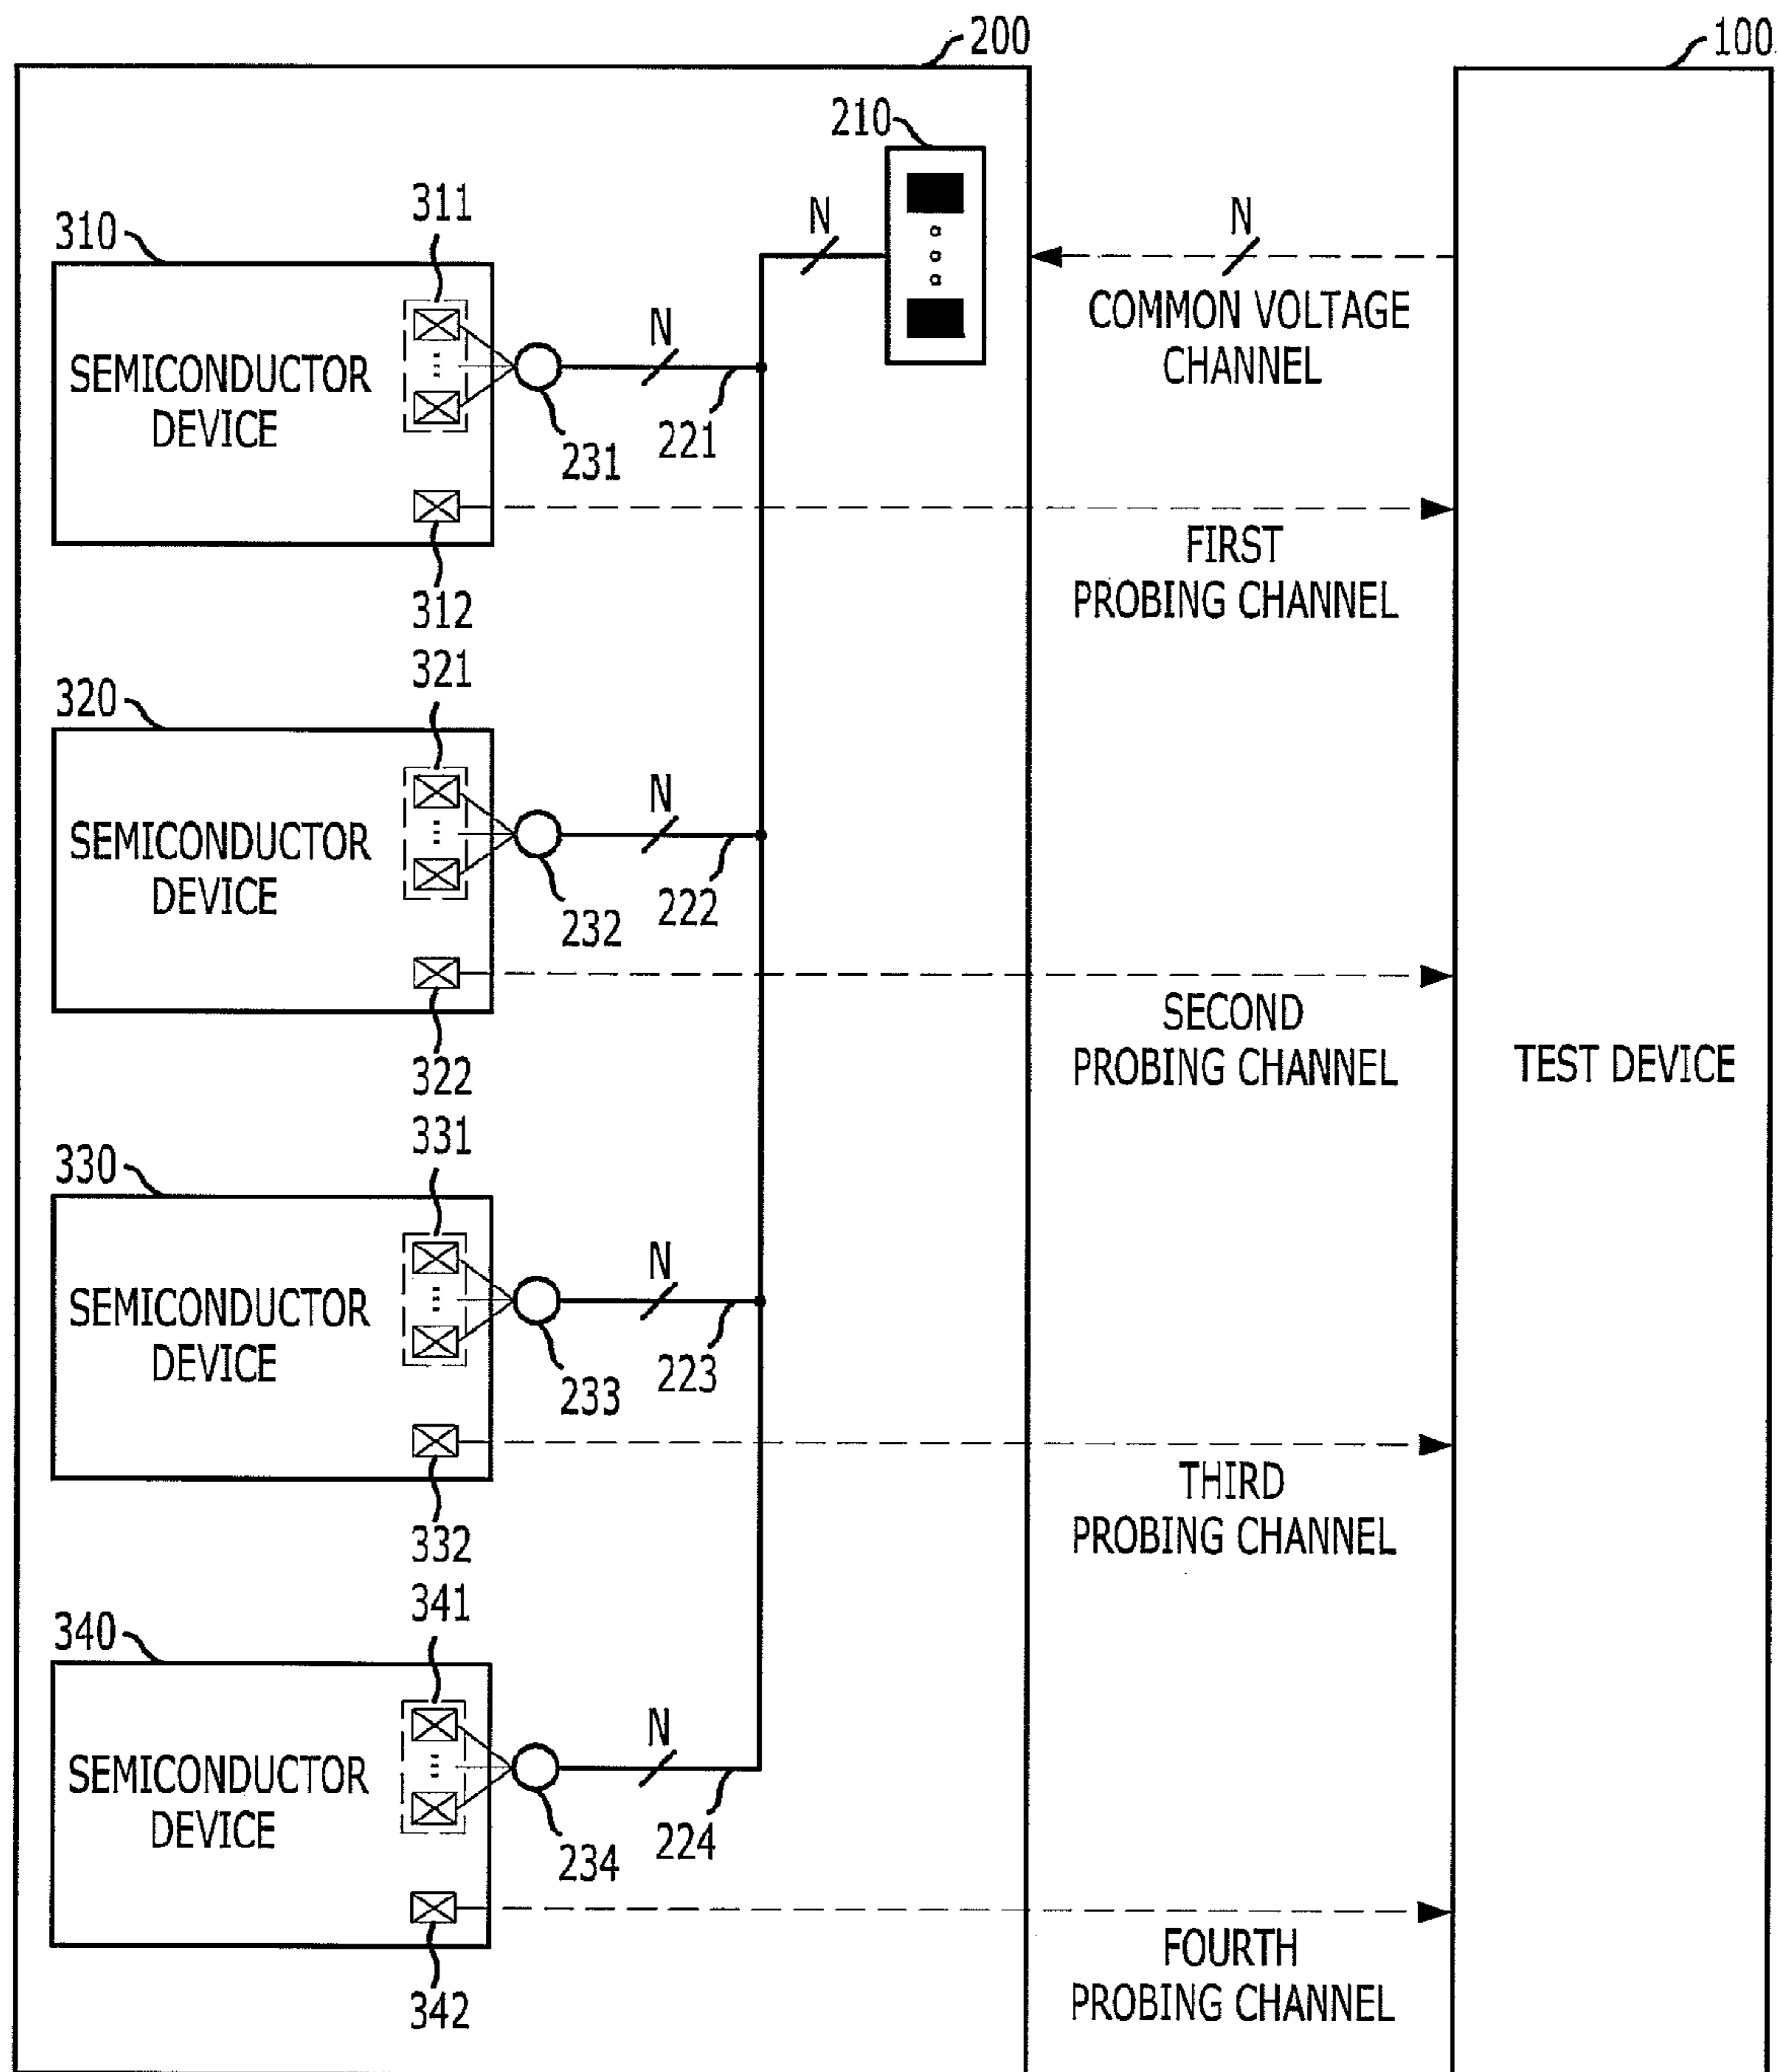 200
100
210
N
N
COMMON VOLTAGE
CHANNEL
311
310
SEMICONDUCTOR
DEVICE
N
231
221
312
FIRST
PROBING CHANNEL
321
320
SEMICONDUCTOR
DEVICE
N
232
222
322
SECOND
PROBING CHANNEL
TEST DEVICE
331
330
SEMICONDUCTOR
DEVICE
N
233
223
332
THIRD
PROBING CHANNEL
341
340
SEMICONDUCTOR
DEVICE
N
234
224
342
FOURTH
PROBING CHANNEL